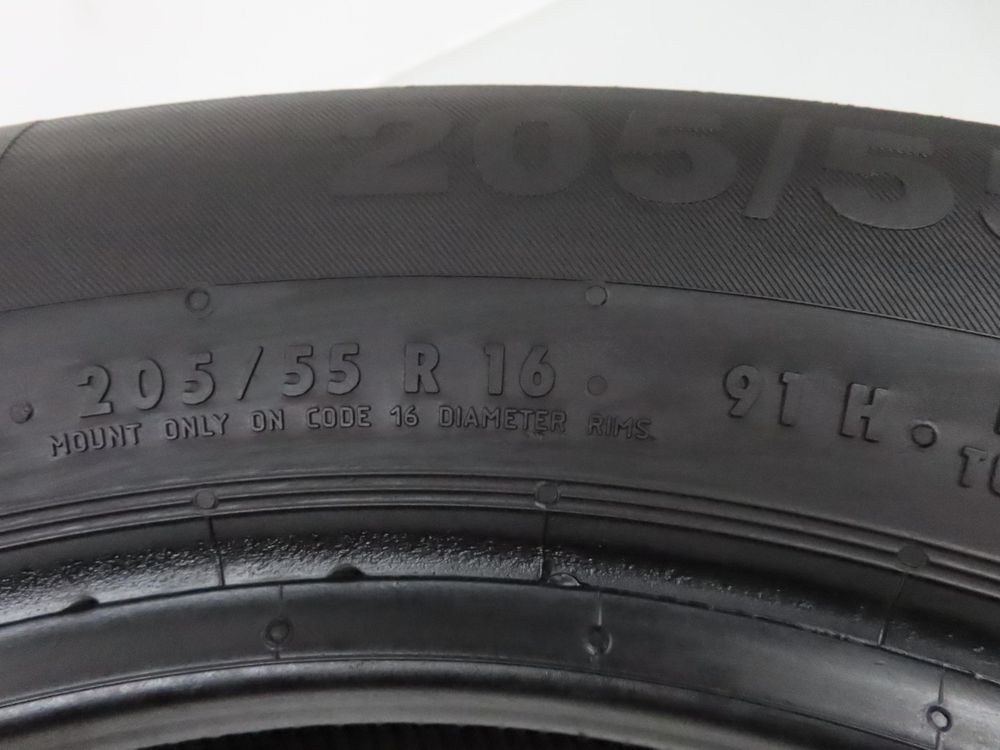 205/55
205/55 R 16 91 H
MOUNT ONLY ON CODE 16 DIAMETER RIMS